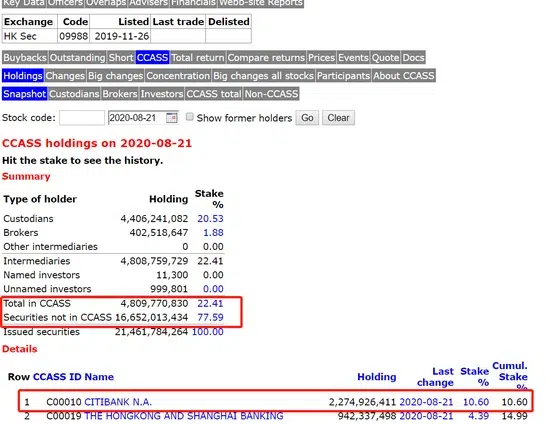 Key Data Officers Overlaps Advisers Financials Webb-site Reports
Exchange Code Listed Last trade Delisted
HK Sec 09988 2019-11-26
Buybacks Outstanding Short CCASS Total return Compare returns Prices Events Quote Docs
Holdings Changes Big changes Concentration Big changes all stocks Participants About CCASS
Snapshot Custodians Brokers Investors CCASS total Non-CCASS
Stock code: 2020-08-21 Show former holders Go Clear
CCASS holdings on 2020-08-21
Hit the stake to see the history.
Summary
Type of holder Holding Stake %
Custodians 4,406,241,082 20.53
Brokers 402,518,647 1.88
Other intermediaries 0 0.00
Intermediaries 4,808,759,729 22.41
Named investors 11,300 0.00
Unnamed investors 999,801 0.00
Total in CCASS 4,809,770,830 22.41
Securities not in CCASS 16,652,013,434 77.59
Issued securities 21,461,784,264 100.00
Details
Row CCASS ID Name Holding Last change Stake % Cumul. Stake %
1 C00010 CITIBANK N.A. 2,274,926,411 2020-08-21 10.60 10.60
2 C00019 THE HONGKONG AND SHANGHAI BANKING 942,337,498 2020-08-21 4.39 14.99